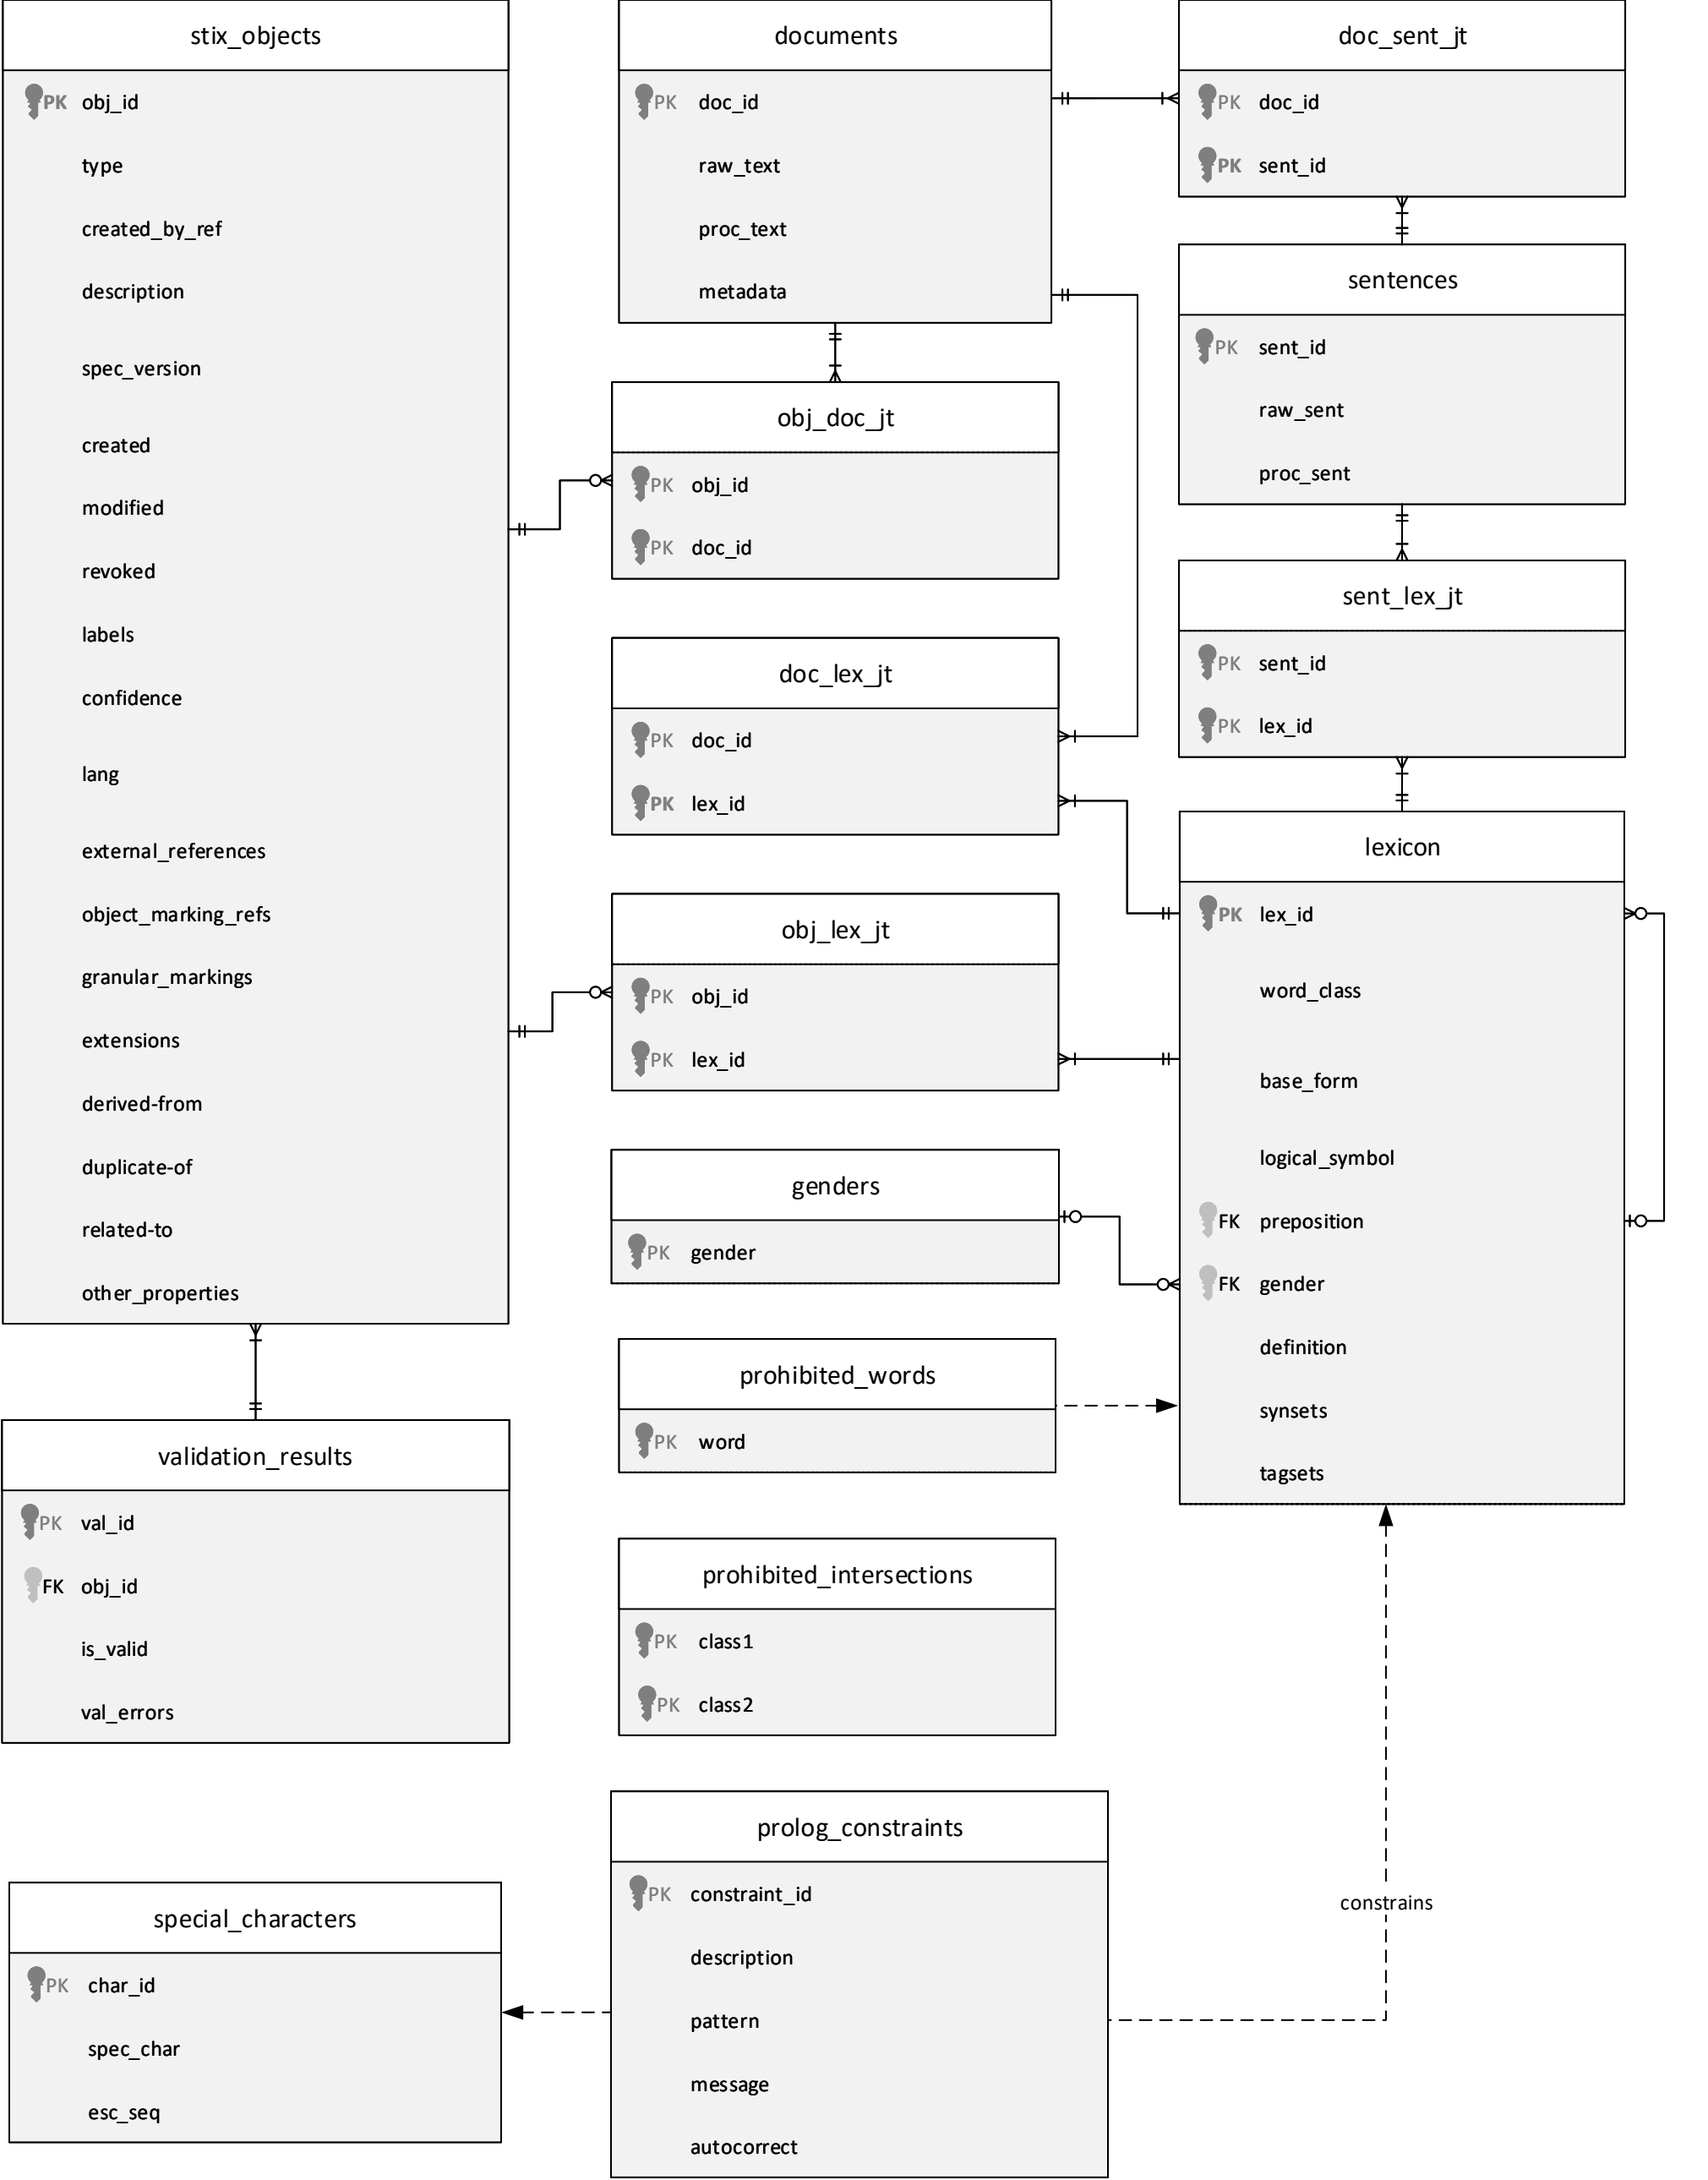 stix_objects
PK obj_id
type
created_by_ref
description
spec_version
created
modified
revoked
labels
confidence
lang
external_references
object_marking_refs
granular_markings
extensions
derived-from
duplicate-of
related-to
other_properties
validation_results
PK val_id
FK obj_id
is_valid
val_errors
special_characters
PK char_id
spec_char
esc_seq
documents
PK doc_id
raw_text
proc_text
metadata
obj_doc_jt
PK obj_id
PK doc_id
doc_lex_jt
PK doc_id
PK lex_id
obj_lex_jt
PK obj_id
PK lex_id
genders
PK gender
prohibited_words
PK word
prohibited_intersections
PK class1
PK class2
prolog_constraints
PK constraint_id
description
pattern
message
autocorrect
doc_sent_jt
PK doc_id
PK sent_id
sentences
PK sent_id
raw_sent
proc_sent
sent_lex_jt
PK sent_id
PK lex_id
lexicon
PK lex_id
word_class
base_form
logical_symbol
FK preposition
FK gender
definition
synsets
tagsets
constrains